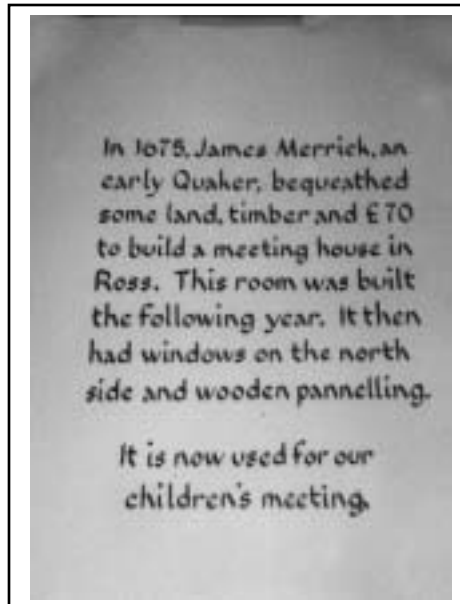 In James Merrick, an
early Quaker, bequeathed
some land, timber and £70
to build a meeting house in
Ross. This room was built
the following year. It then
had windows on the north
side and wooden pannelling.
It is now used for our
children's meeting.